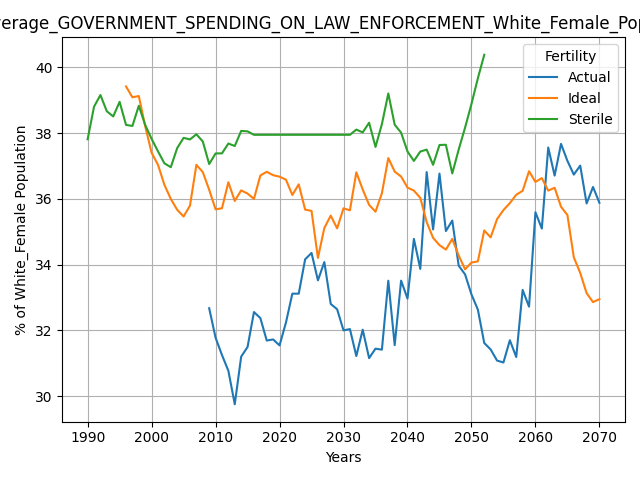 verage_GOVERNMENT_SPENDING_ON_LAW_ENFORCEMENT_White_Female_Pop
Fertility
Actual
Ideal
Sterile
% of White_Female Population
40
38
36
34
32
30
1990 2000 2010 2020 2030 2040 2050 2060 2070
Years